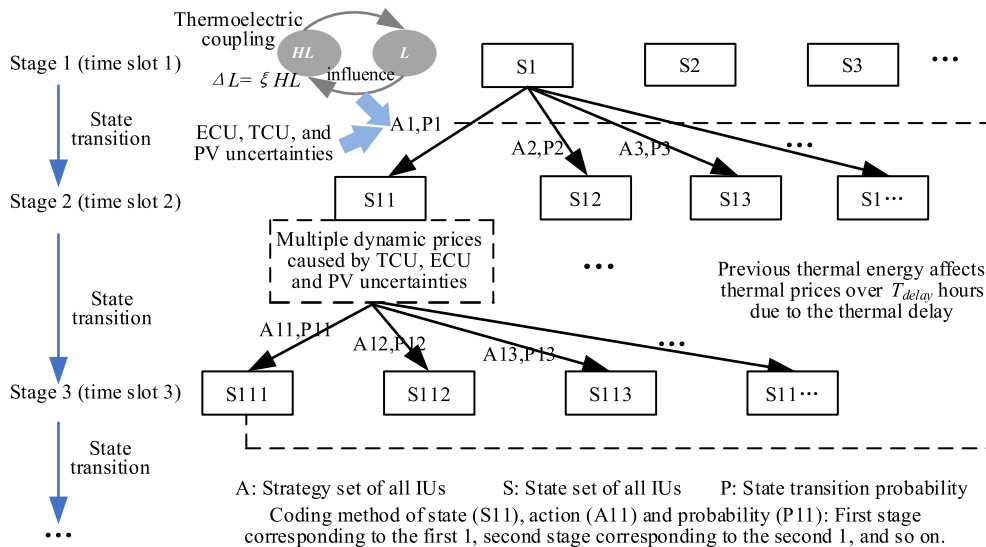 Thermoelectric
coupling
HL
L
influence
ΔL= ξ HL
Stage 1 (time slot 1)
S1
S2
S3
•••
State
transition
ECU, TCU, and
PV uncertainties
A1,P1
A2,P2
A3,P3
•••
Stage 2 (time slot 2)
S11
S12
S13
S1···
Multiple dynamic prices
caused by TCU, ECU
and PV uncertainties
•••
Previous thermal energy affects
thermal prices over Tdelay hours
due to the thermal delay
State
transition
A11,P11
A12,P12
A13,P13
•••
Stage 3 (time slot 3)
S111
S112
S113
S11···
State
transition
A: Strategy set of all IUs
S: State set of all IUs
P: State transition probability
Coding method of state (S11), action (A11) and probability (P11): First stage
corresponding to the first 1, second stage corresponding to the second 1, and so on.
•••